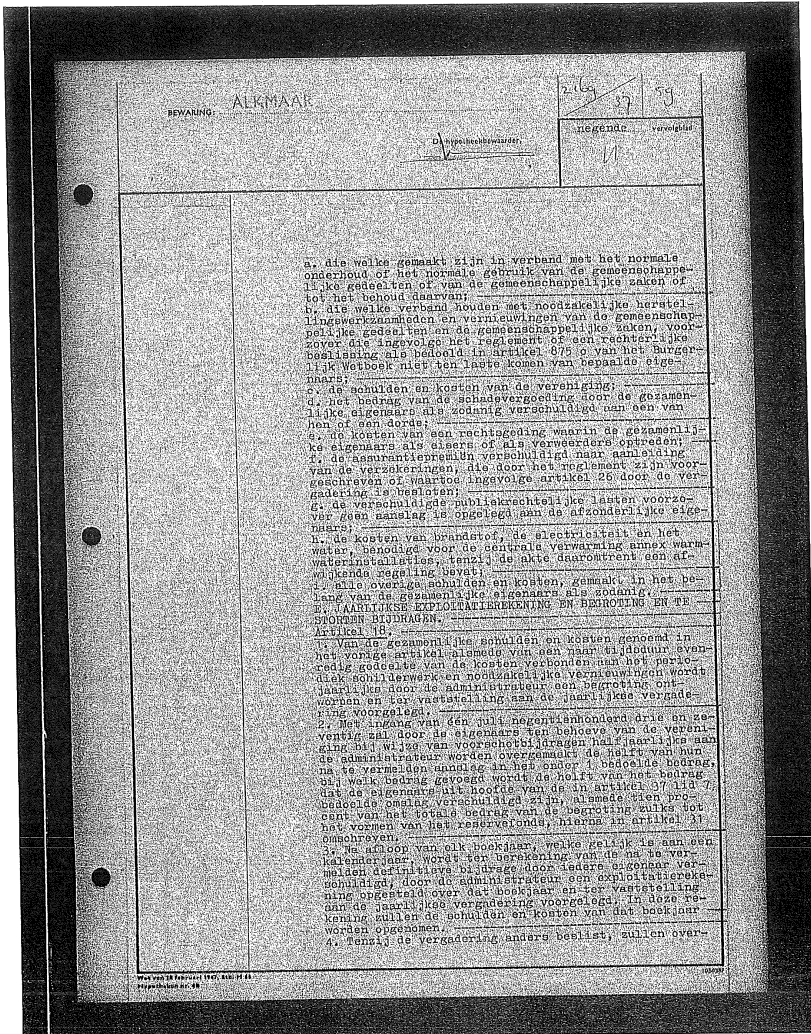 BEWARING: ALKMAAR
2169 37 59
De hypotheekbewaarder,
negende vervolgblad
a. die welke gemaakt zijn in verband met het normale
onderhoud of het normale gebruik van de gemeenschappe-
lijke gedeelten of van de gemeenschappelijke zaken of
tot het behoud daarvan;
b. die welke verband houden met noodzakelijke herstel-
lingswerkzaamheden en vernieuwingen van de gemeenschap-
pelijke gedeelten en de gemeenschappelijke zaken, voor-
zover die ingevolge het reglement of een rechterlijke
beslissing als bedoeld in artikel 875 o van het Burger-
lijk Wetboek niet ten laste komen van bepaalde eige-
naars;
c. de schulden en kosten van de vereniging;
d. het bedrag van de schadevergoeding door de gezamen-
lijke eigenaars als zodanig verschuldigd aan een van
hen of een derde;
e. de kosten van een rechtsgeding waarin de gezamenlij-
ke eigenaars als eisers of als verweerders optreden;
f. de assurantiepremiën verschuldigd naar aanleiding
van de verzekeringen, die door het reglement zijn voor-
geschreven of waartoe ingevolge artikel 26 door de ver-
gadering is besloten;
g. de verschuldigde publiekrechtelijke lasten voorzo-
ver geen aanslag is opgelegd aan de afzonderlijke eige-
naars;
h. de kosten van brandstof, de electriciteit en het
water, benodigd voor de centrale verwarming annex warm-
waterinstallaties, tenzij de akte daaromtrent een af-
wijkende regeling bevat;
i. alle overige schulden en kosten, gemaakt in het be-
lang van de gezamenlijke eigenaars als zodanig.
E. JAARLIJKSE EXPLOITATIEREKENING EN BEGROTING EN TE
STORTEN BIJDRAGEN.
Artikel 18.
1. Van de gezamenlijke schulden en kosten genoemd in
het vorige artikel alsmede van een naar tijdsduur even-
redig gedeelte van de kosten verbonden aan het perio-
diek schilderwerk en noodzakelijke vernieuwingen wordt
jaarlijks door de administrateur een begroting ont-
worpen en ter vaststelling aan de jaarlijkse vergade-
ring voorgelegd.
2. Met ingang van één juli negentienhonderd drie en ze-
ventig zal door de eigenaars ten behoeve van de vereni-
ging bij wijze van voorschotbijdragen halfjaarlijks aan
de administrateur worden overgemaakt de helft van hun
na te vermelden aandeel in het onder 1 bedoelde bedrag,
bij welk bedrag gevoegd wordt de helft van het bedrag
dat de eigenaars uit hoofde van de in artikel 37 lid 7
bedoelde omslag verschuldigd zijn, alsmede tien pro-
cent van het totale bedrag van de begroting zulks tot
het vormen van het reservefonds, hierna in artikel 31
omschreven.
3. Na afloop van elk boekjaar, welke gelijk is aan een
kalenderjaar, wordt ter berekening van de na te ver-
melden definitieve bijdrage door iedere eigenaar ver-
schuldigd, door de administrateur een exploitatiereke-
ning opgesteld over dat boekjaar en ter vaststelling
aan de jaarlijkse vergadering voorgelegd. In deze re-
kening zullen de schulden en kosten van dat boekjaar
worden opgenomen.
4. Tenzij de vergadering anders beslist, zullen over-
Wet van 28 februari 1947, Stbl. H 66
Hypotheken nr. 4B